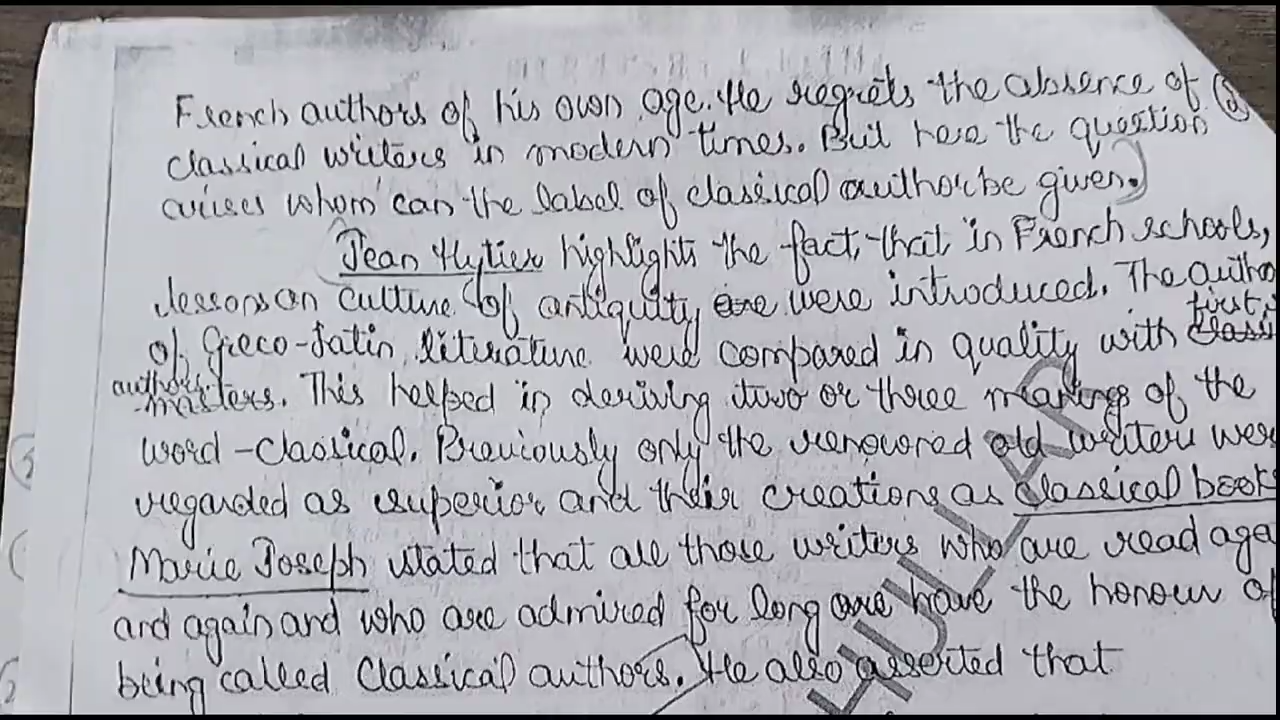 French authors of his own age. He regrets the absence of
classical writers in modern times. But here the question
arises whom can the label of classical author be given.
Jean Hytier highlights the fact, that in French schools,
lessons on culture of antiquity are were introduced. The autho
of Greco-Latin literature were compared in quality with first
authors. masters. This helped in deriving two or three meanings of the
word - Classical. Previously only the renowned old writers wer
regarded as superior and their creations as classical books
Marie Joseph stated that all those writers who are read aga
and again and who are admired for long are have the honour of
being called Classical authors. He also asserted that